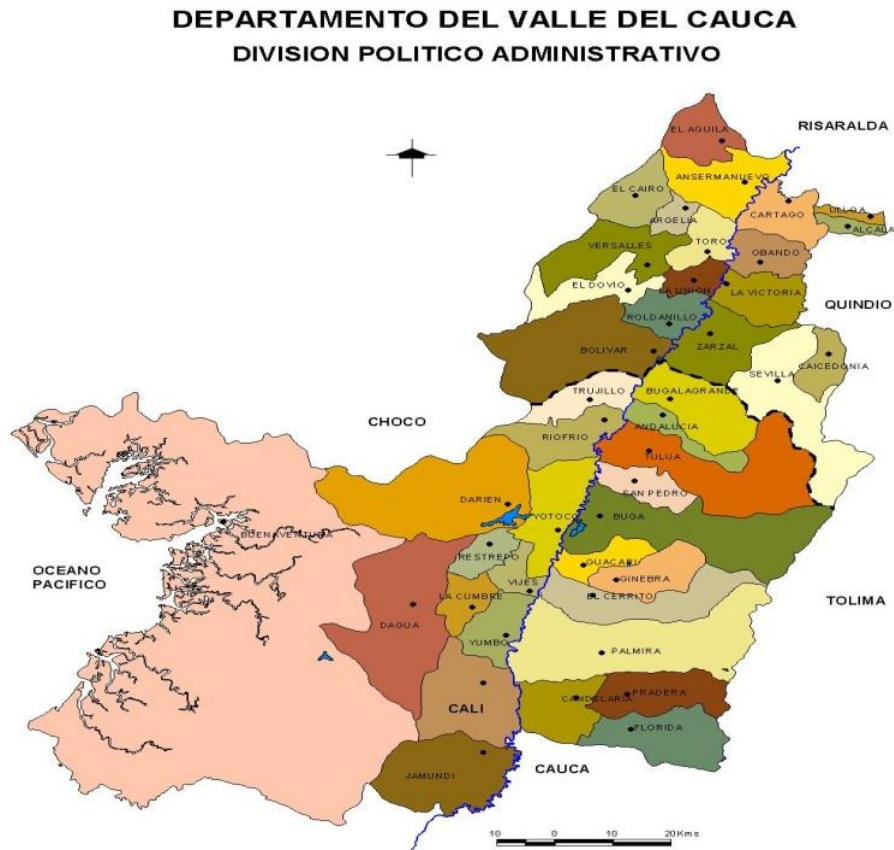 DEPARTAMENTO DEL VALLE DEL CAUCA
DIVISION POLITICO ADMINISTRATIVO
RISARALDA
EL AGUILA
ANSERMANUEVO
EL CAIRO
ARGELIA
CARTAGO
ULLOA
ALCALA
VERSALLES
TORO
OBANDO
EL DOVIO
LA UNION
LA VICTORIA
QUINDIO
ROLDANILLO
ZARZAL
BOLIVAR
SEVILLA
CAICEDONIA
TRUJILLO
BUGALAGRANDE
CHOCO
ANDALUCIA
RIOFRIO
TULUA
SAN PEDRO
DARIEN
YOTOCO
BUGA
BUENAVENTURA
RESTREPO
OCEANO
PACIFICO
GUACARI
GINEBRA
VIJES
LA CUMBRE
EL CERRITO
TOLIMA
DAGUA
YUMBO
PALMIRA
CALI
CANDELARIA
PRADERA
FLORIDA
JAMUNDI
CAUCA
10 0 10 20 Kms